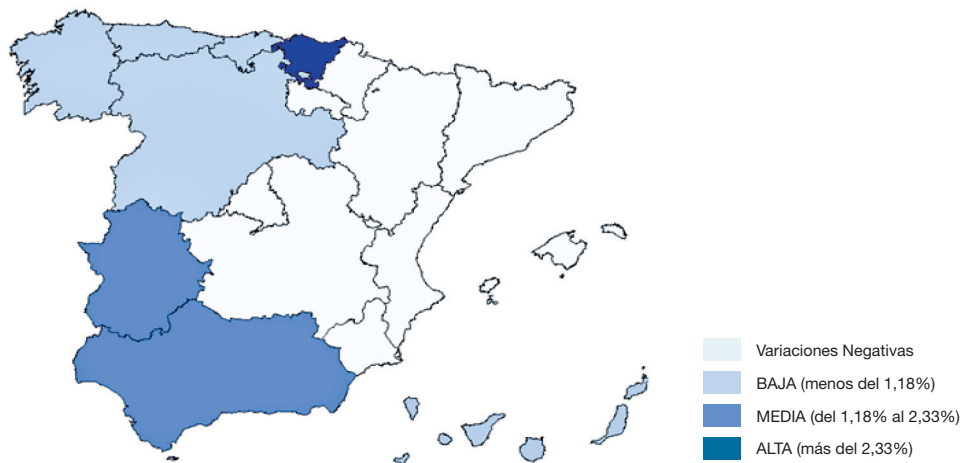 Variaciones Negativas
BAJA (menos del 1,18%)
MEDIA (del 1,18% al 2,33%)
ALTA (más del 2,33%)